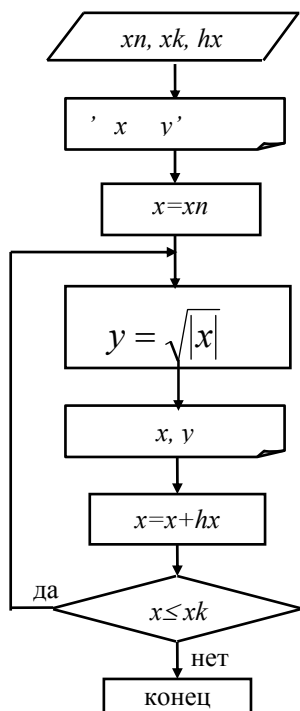 xn, xk, hx
' x y'
x=xn
y = √|x|
x, y
x=x+hx
да
x≤ xk
нет
конец